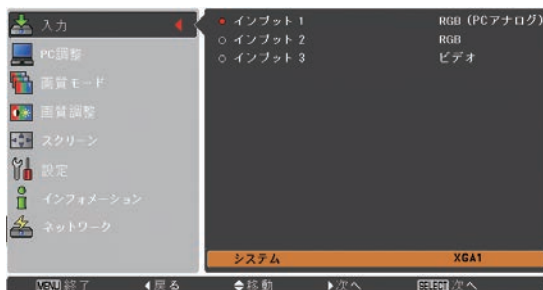 入力
PC調整
画質モード
画質調整
スクリーン
設定
インフォメーション
ネットワーク
インプット 1 RGB (PCアナログ)
インプット 2 RGB
インプット 3 ビデオ
システム XGA1
MENU 終了 戻る 移動 次へ SELECT 次へ